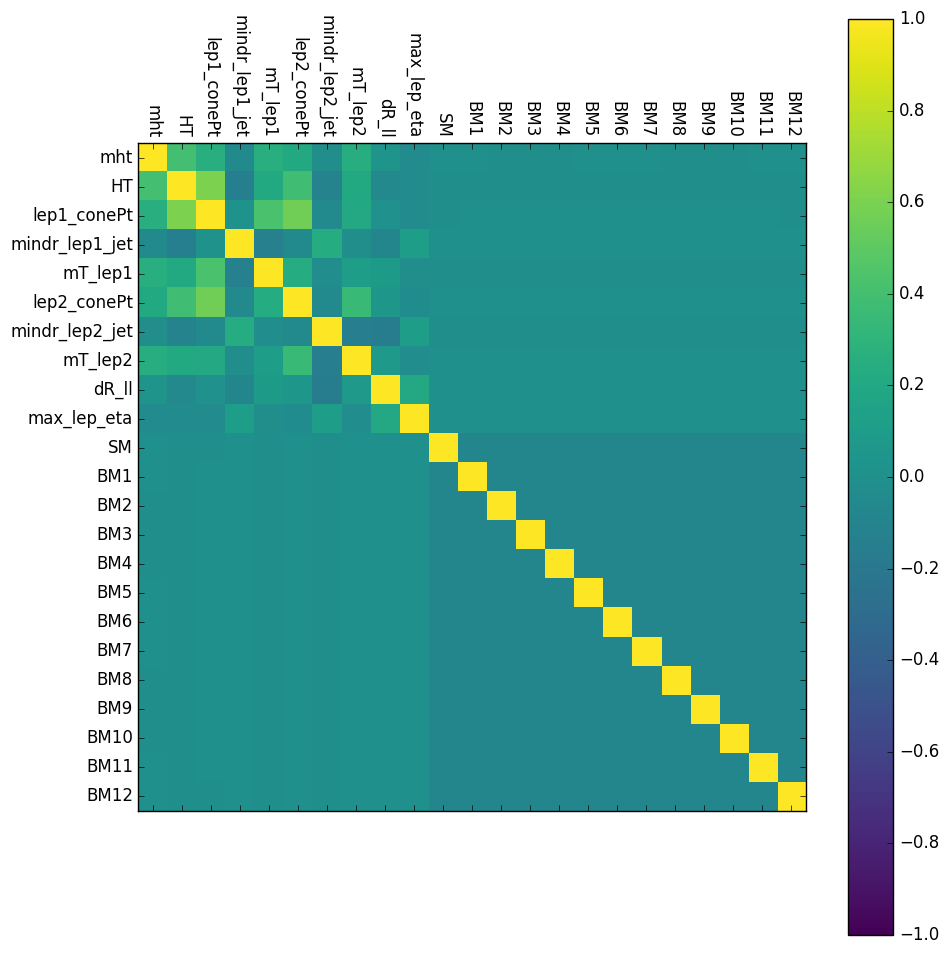 mht
HT
lep1_conePt
mindr_lep1_jet
mT_lep1
lep2_conePt
mindr_lep2_jet
mT_lep2
dR_ll
max_lep_eta
SM
BM1
BM2
BM3
BM4
BM5
BM6
BM7
BM8
BM9
BM10
BM11
BM12
mht
HT
lep1_conePt
mindr_lep1_jet
mT_lep1
lep2_conePt
mindr_lep2_jet
mT_lep2
dR_ll
max_lep_eta
SM
BM1
BM2
BM3
BM4
BM5
BM6
BM7
BM8
BM9
BM10
BM11
BM12
1.0
0.8
0.6
0.4
0.2
0.0
−0.2
−0.4
−0.6
−0.8
−1.0